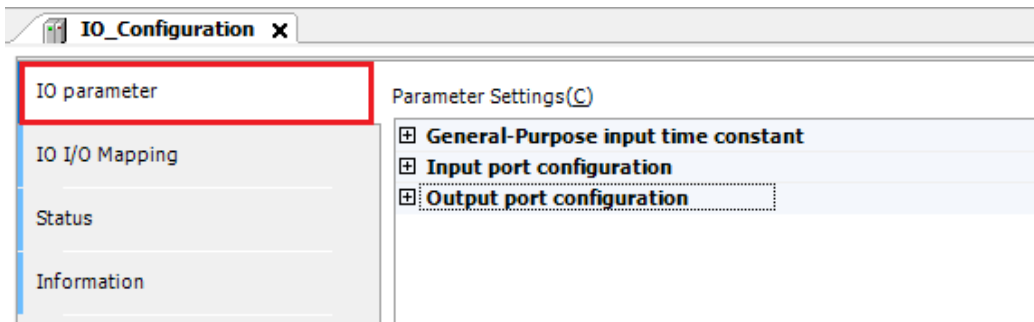 IO_Configuration x
IO parameter
IO I/O Mapping
Status
Information
Parameter Settings(C)
General-Purpose input time constant
Input port configuration
Output port configuration